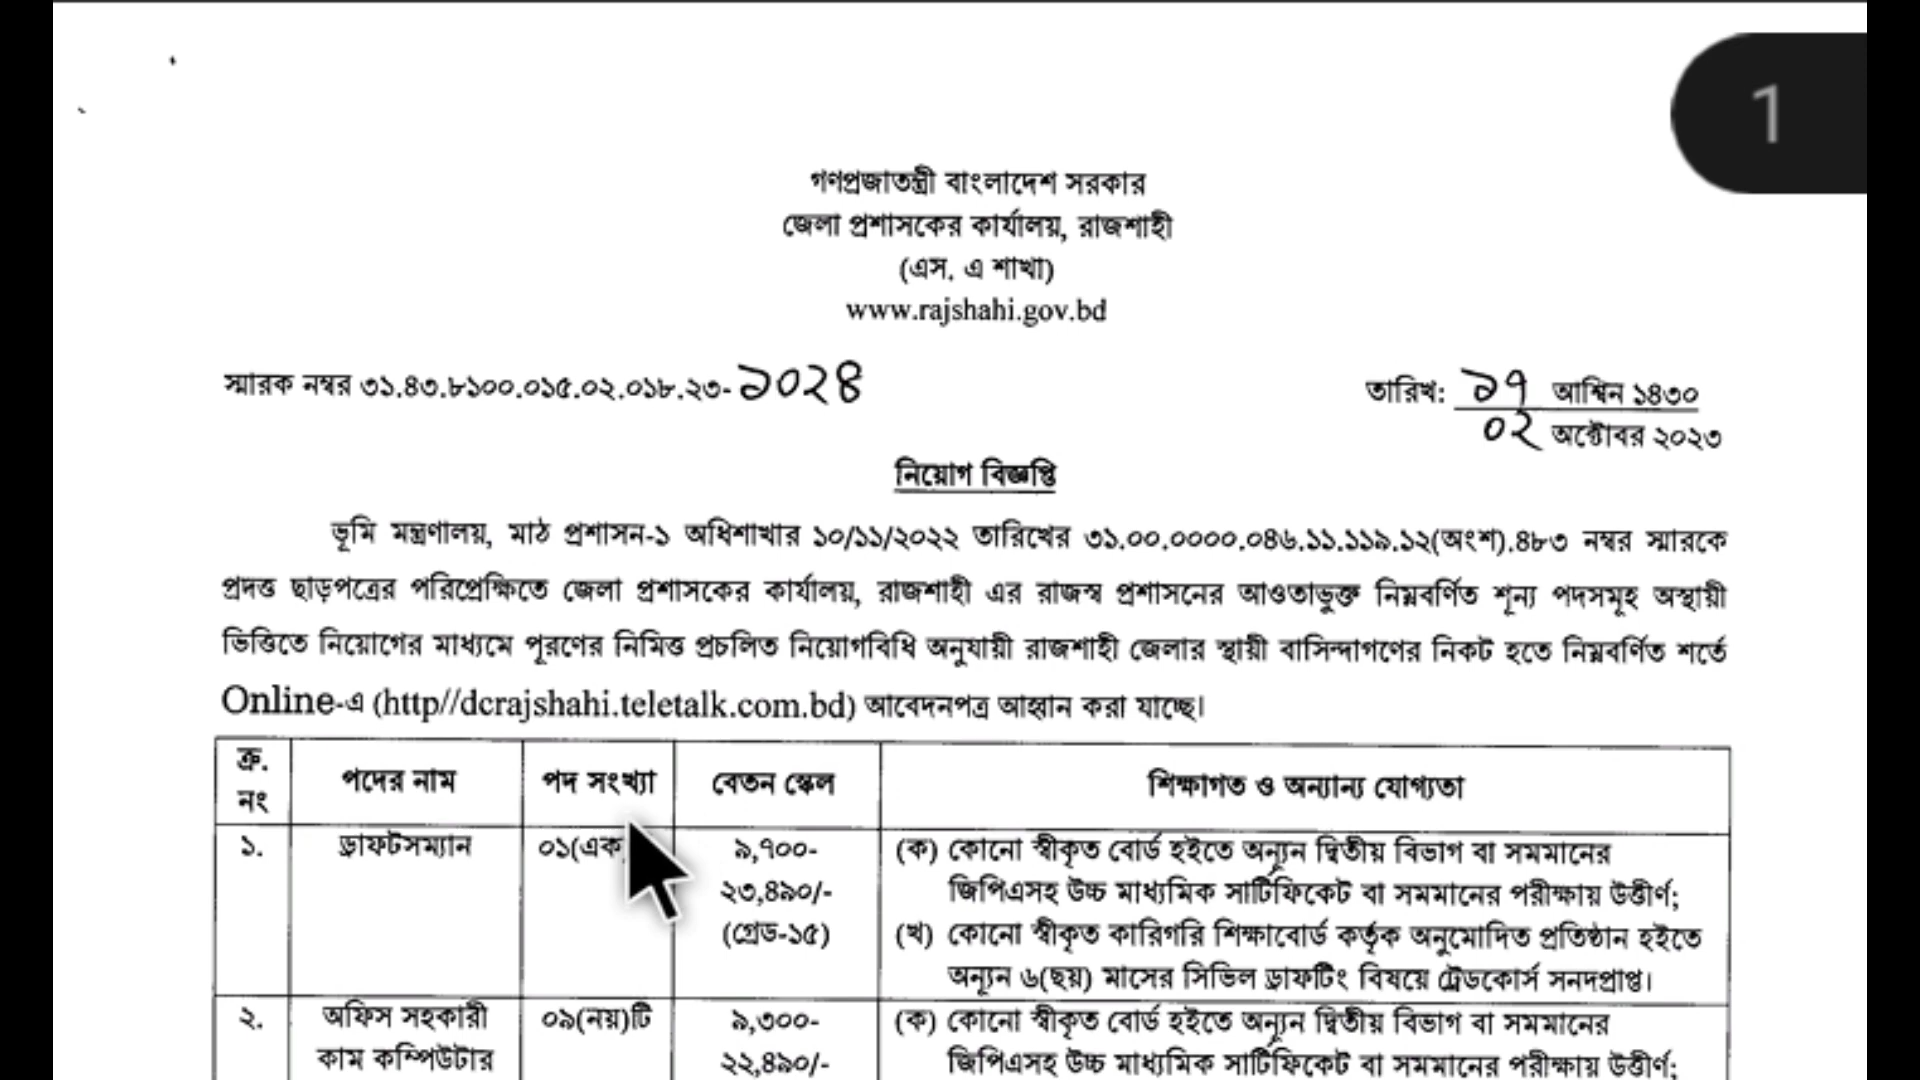 1
গণপ্রজাতন্ত্রী বাংলাদেশ সরকার
জেলা প্রশাসকের কার্যালয়, রাজশাহী
(এস. এ শাখা)
www.rajshahi.gov.bd
স্মারক নম্বর ৩১.৪৩.৮১০০.০১৫.০২.০১৮.২৩-১০২৪
তারিখ: ১৭ আশ্বিন ১৪৩০
০২ অক্টোবর ২০২৩
নিয়োগ বিজ্ঞপ্তি
ভূমি মন্ত্রণালয়, মাঠ প্রশাসন-১ অধিশাখার ১০/১১/২০২২ তারিখের ৩১.০০.০০০০.০৪৬.১১.১১৯.১২(অংশ).৪৮৩ নম্বর স্মারকে
প্রদত্ত ছাড়পত্রের পরিপ্রেক্ষিতে জেলা প্রশাসকের কার্যালয়, রাজশাহী এর রাজস্ব প্রশাসনের আওতাভুক্ত নিম্নবর্ণিত শূন্য পদসমূহ অস্থায়ী
ভিত্তিতে নিয়োগের মাধ্যমে পূরণের নিমিত্ত প্রচলিত নিয়োগবিধি অনুযায়ী রাজশাহী জেলার স্থায়ী বাসিন্দাগণের নিকট হতে নিম্নবর্ণিত শর্তে
Online-এ (http//dcrajshahi.teletalk.com.bd) আবেদনপত্র আহ্বান করা যাচ্ছে।
ক্র. নং পদের নাম পদ সংখ্যা বেতন স্কেল শিক্ষাগত ও অন্যান্য যোগ্যতা
১. ড্রাফটসম্যান ০১(এক) ৯,৭০০- (ক) কোনো স্বীকৃত বোর্ড হইতে অন্যূন দ্বিতীয় বিভাগ বা সমমানের
২৩,৪৯০/- জিপিএসহ উচ্চ মাধ্যমিক সার্টিফিকেট বা সমমানের পরীক্ষায় উত্তীর্ণ;
(গ্রেড-১৫) (খ) কোনো স্বীকৃত কারিগরি শিক্ষাবোর্ড কর্তৃক অনুমোদিত প্রতিষ্ঠান হইতে
অন্যূন ৬(ছয়) মাসের সিভিল ড্রাফটিং বিষয়ে ট্রেডকোর্স সনদপ্রাপ্ত।
২. অফিস সহকারী ০৯(নয়)টি ৯,৩০০- (ক) কোনো স্বীকৃত বোর্ড হইতে অন্যূন দ্বিতীয় বিভাগ বা সমমানের
কাম কম্পিউটার ২২,৪৯০/- জিপিএসহ উচ্চ মাধ্যমিক সার্টিফিকেট বা সমমানের পরীক্ষায় উত্তীর্ণ;